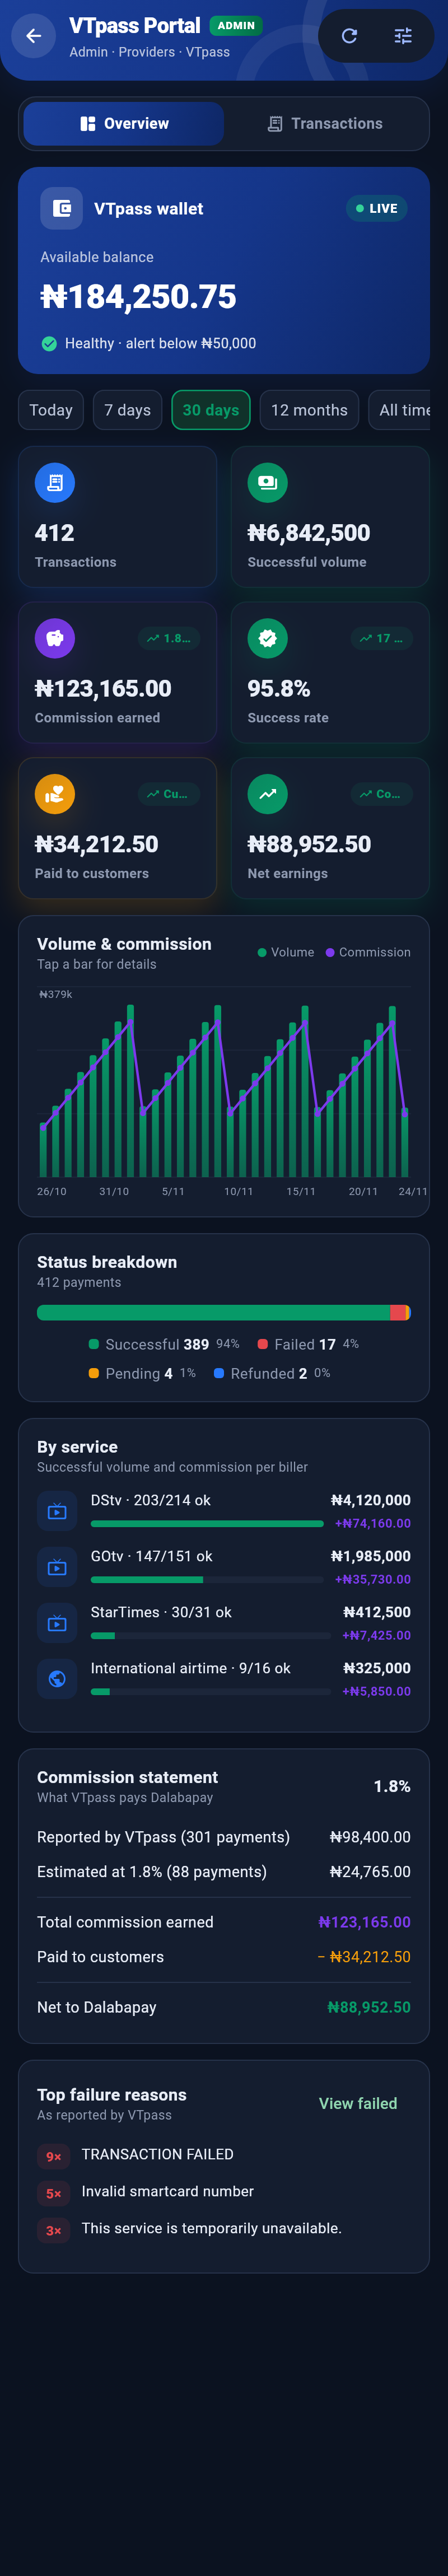 VTpass Portal ADMIN
Admin · Providers · VTpass
Overview
Transactions
VTpass wallet
LIVE
Available balance
₦184,250.75
Healthy · alert below ₦50,000
Today
7 days
30 days
12 months
All time
412
Transactions
₦6,842,500
Successful volume
1.8...
₦123,165.00
Commission earned
17 ...
95.8%
Success rate
Cu...
₦34,212.50
Paid to customers
Co...
₦88,952.50
Net earnings
Volume & commission
Tap a bar for details
Volume
Commission
₦379k
26/10 31/10 5/11 10/11 15/11 20/11 24/11
Status breakdown
412 payments
Successful 389 94% Failed 17 4%
Pending 4 1% Refunded 2 0%
By service
Successful volume and commission per biller
DStv · 203/214 ok ₦4,120,000
+₦74,160.00
GOtv · 147/151 ok ₦1,985,000
+₦35,730.00
StarTimes · 30/31 ok ₦412,500
+₦7,425.00
International airtime · 9/16 ok ₦325,000
+₦5,850.00
Commission statement
What VTpass pays Dalabapay
1.8%
Reported by VTpass (301 payments) ₦98,400.00
Estimated at 1.8% (88 payments) ₦24,765.00
Total commission earned ₦123,165.00
Paid to customers − ₦34,212.50
Net to Dalabapay ₦88,952.50
Top failure reasons
As reported by VTpass
View failed
9× TRANSACTION FAILED
5× Invalid smartcard number
3× This service is temporarily unavailable.